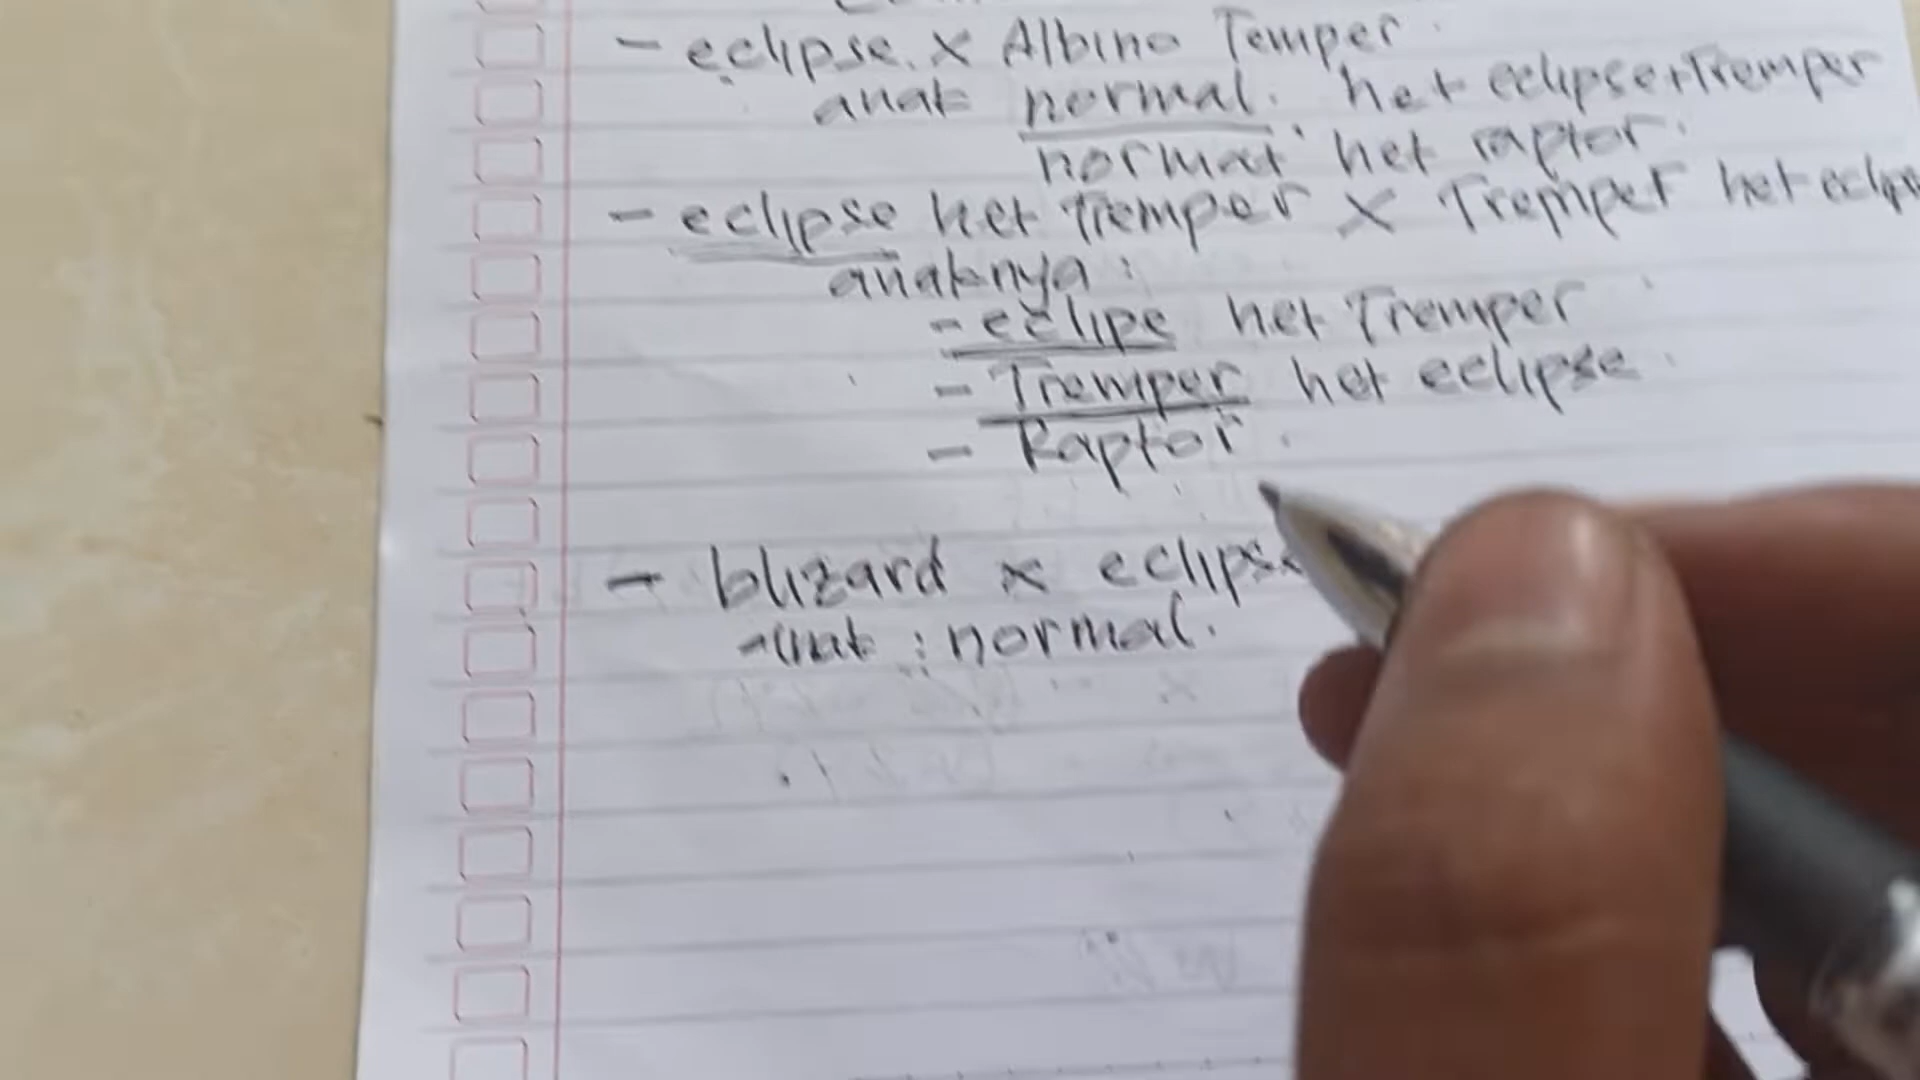 - eclipse x Albino Temper
anak normal. het eclipse+Tremper
normal het raptor.
- eclipse het Tremper x Tremper het eclips
anaknya :
- eclipe het Tremper
- Tremper het eclipse
- Raptor
- blizard x eclipse
anak : normal.